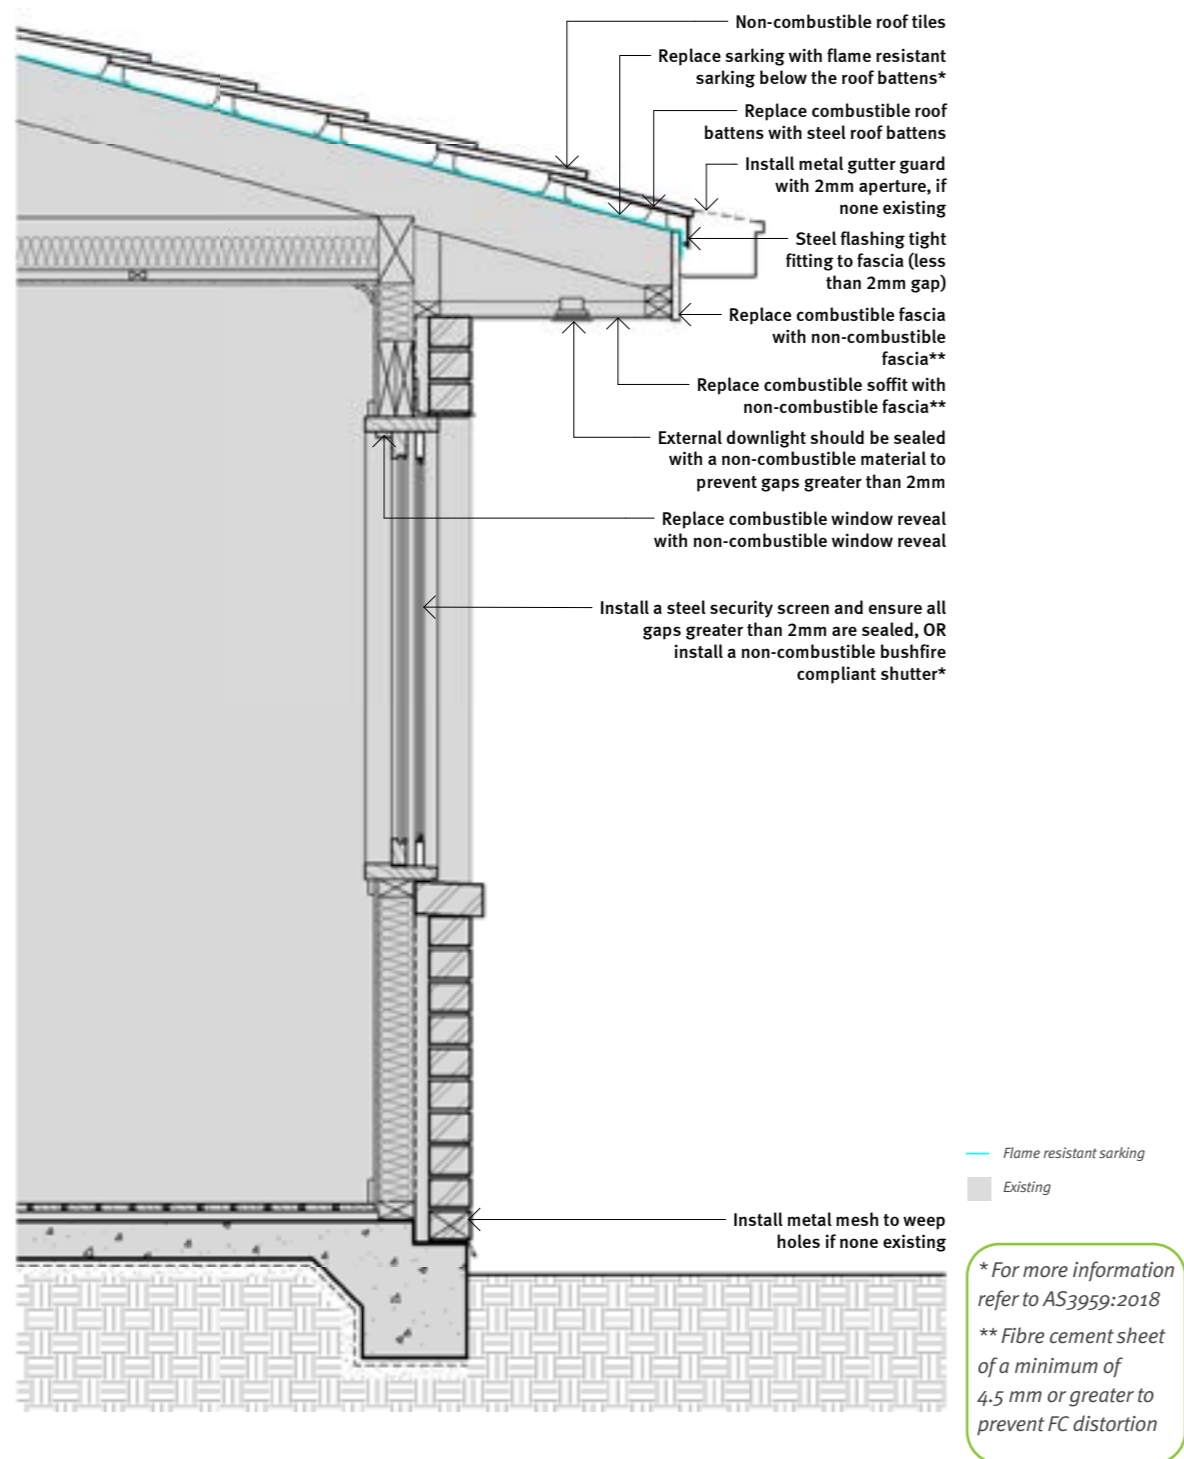 Non-combustible roof tiles
Replace sarking with flame resistant
sarking below the roof battens*
Replace combustible roof
battens with steel roof battens
Install metal gutter guard
with 2mm aperture, if
none existing
Steel flashing tight
fitting to fascia (less
than 2mm gap)
Replace combustible fascia
with non-combustible
fascia**
Replace combustible soffit with
non-combustible fascia**
External downlight should be sealed
with a non-combustible material to
prevent gaps greater than 2mm
Replace combustible window reveal
with non-combustible window reveal
Install a steel security screen and ensure all
gaps greater than 2mm are sealed, OR
install a non-combustible bushfire
compliant shutter*
Install metal mesh to weep
holes if none existing
Flame resistant sarking
Existing
* For more information
refer to AS3959:2018
** Fibre cement sheet
of a minimum of
4.5 mm or greater to
prevent FC distortion